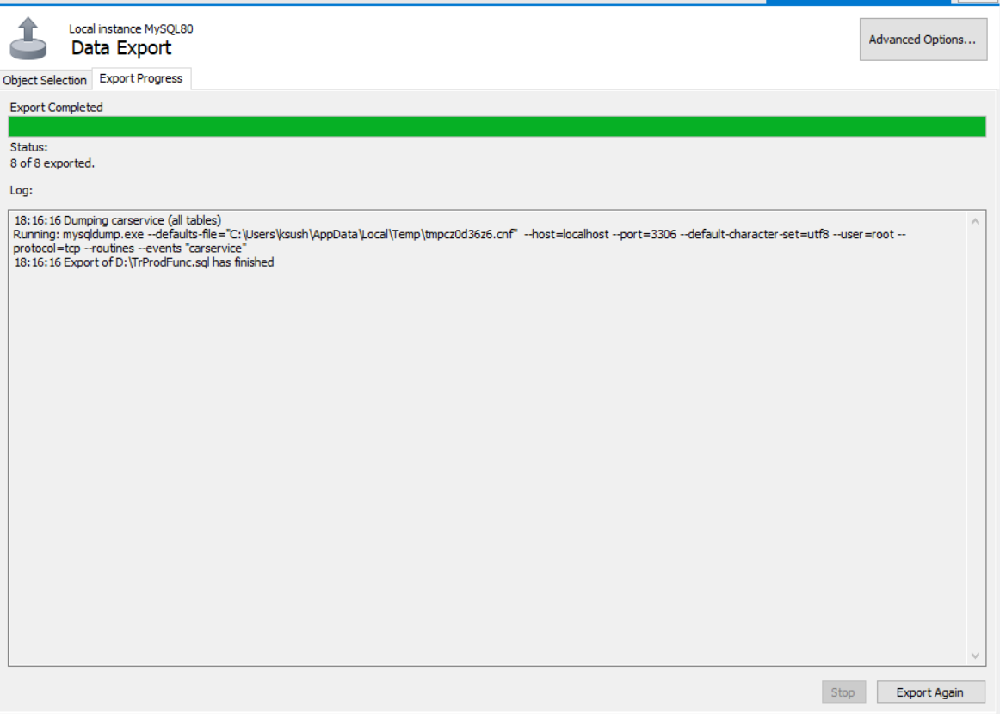 Local instance MySQL80
Data Export
Advanced Options...
Object Selection
Export Progress
Export Completed
Status:
8 of 8 exported.
Log:
18:16:16 Dumping carservice (all tables)
Running: mysqldump.exe --defaults-file="C:\Users\ksush\AppData\Local\Temp\tmpcz0d36z6.cnf"  --host=localhost --port=3306 --default-character-set=utf8 --user=root --
protocol=tcp --routines --events "carservice"
18:16:16 Export of D:\TrProdFunc.sql has finished
Stop
Export Again